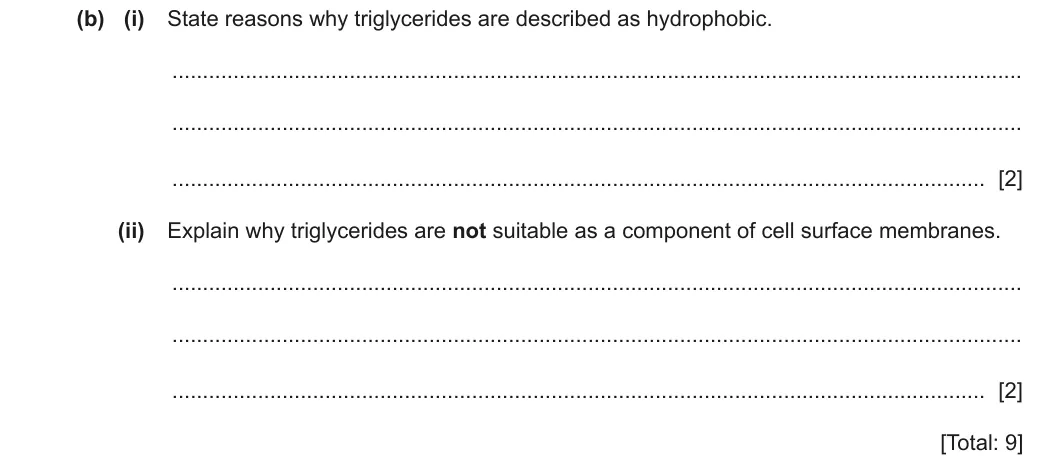 (b) (i) State reasons why triglycerides are described as hydrophobic.
..........................................................................................................................................
..........................................................................................................................................
.................................................................................................................................... [2]
(ii) Explain why triglycerides are not suitable as a component of cell surface membranes.
..........................................................................................................................................
..........................................................................................................................................
.................................................................................................................................... [2]
[Total: 9]